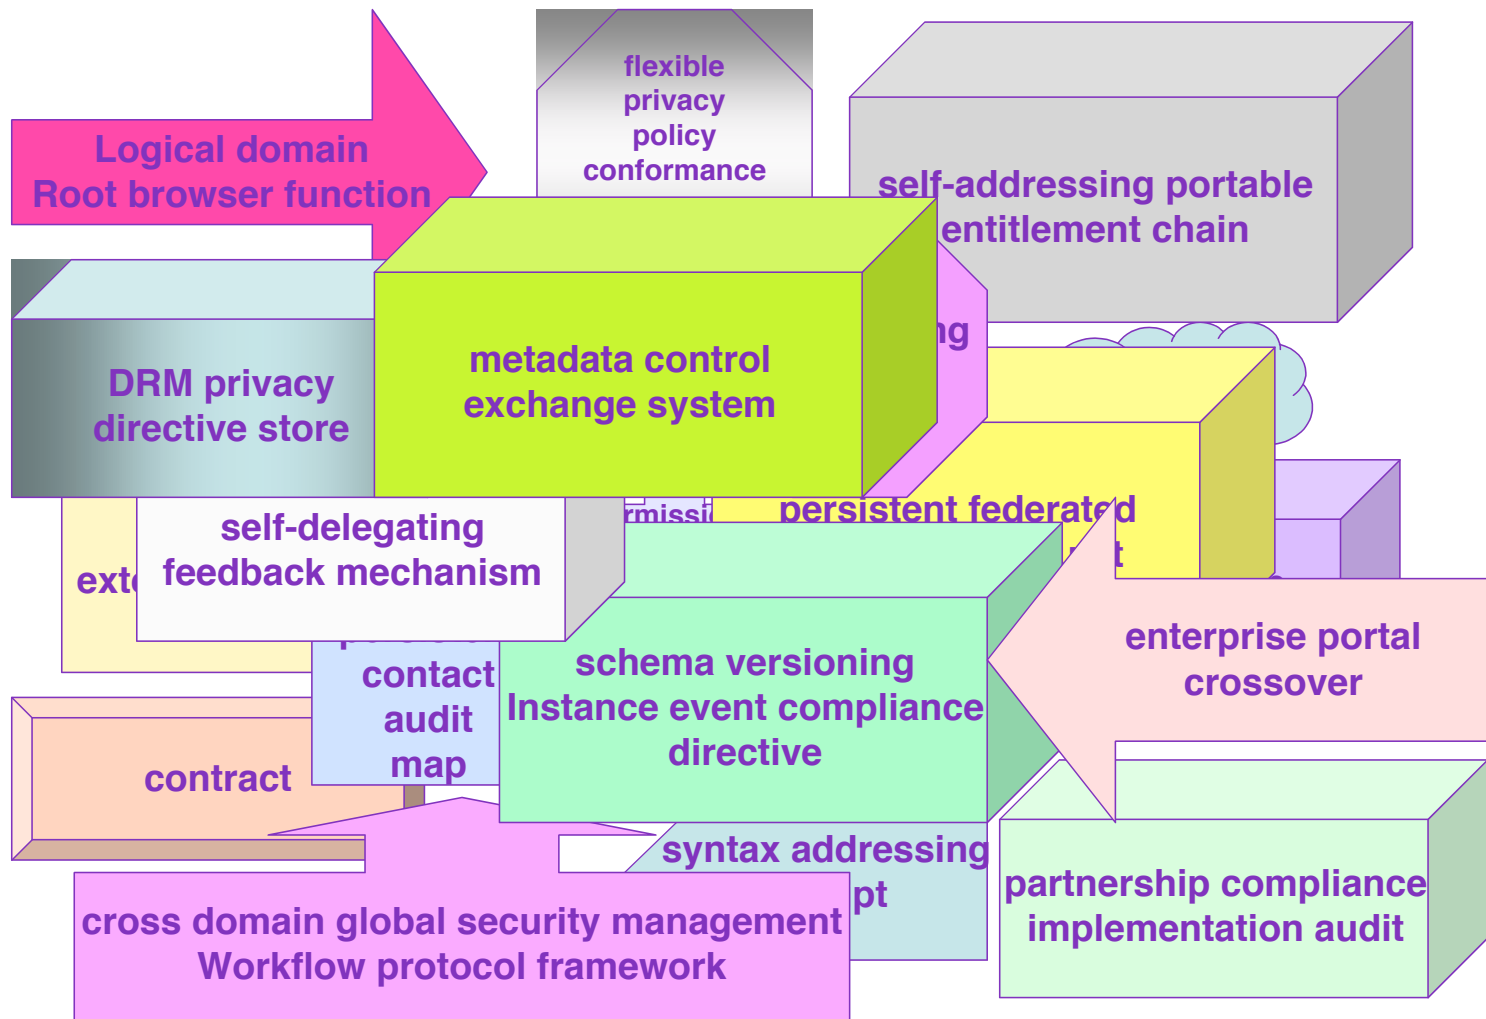 flexible
privacy
policy
conformance
Logical domain
Root browser function
self-addressing portable
entitlement chain
metadata control
exchange system
DRM privacy
directive store
persistent federated
self-delegating
feedback mechanism
enterprise portal
crossover
schema versioning
Instance event compliance
directive
contact
audit
map
contract
syntax addressing
partnership compliance
implementation audit
cross domain global security management
Workflow protocol framework